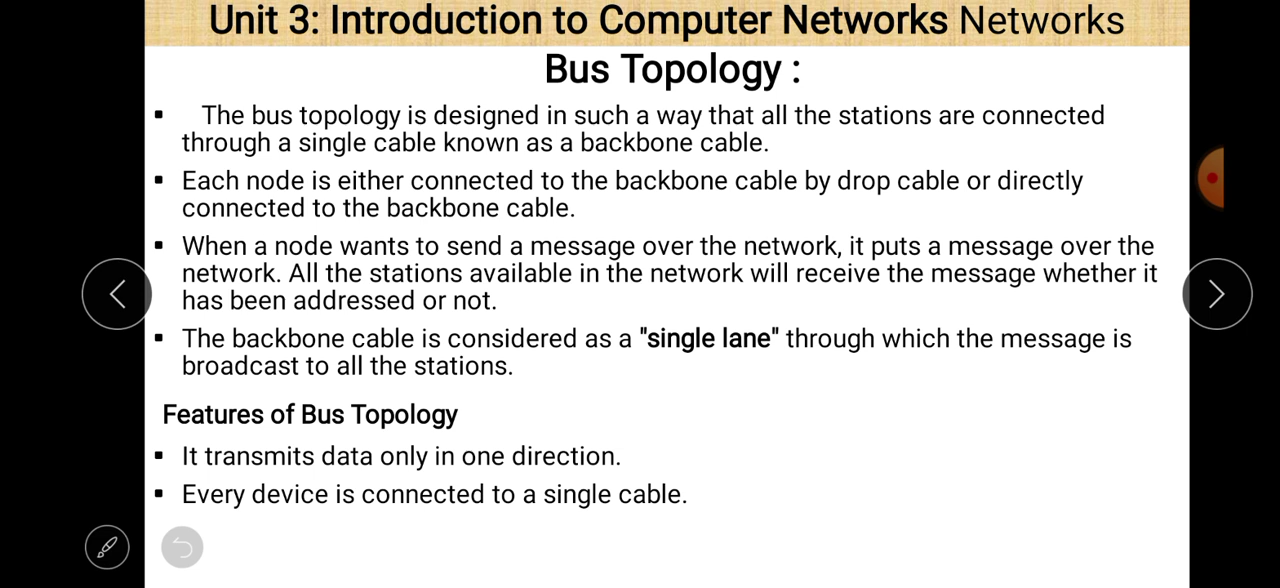 Unit 3: Introduction to Computer Networks Networks
Bus Topology :
▪ The bus topology is designed in such a way that all the stations are connected
through a single cable known as a backbone cable.
▪ Each node is either connected to the backbone cable by drop cable or directly
connected to the backbone cable.
▪ When a node wants to send a message over the network, it puts a message over the
network. All the stations available in the network will receive the message whether it
has been addressed or not.
▪ The backbone cable is considered as a "single lane" through which the message is
broadcast to all the stations.
Features of Bus Topology
▪ It transmits data only in one direction.
▪ Every device is connected to a single cable.